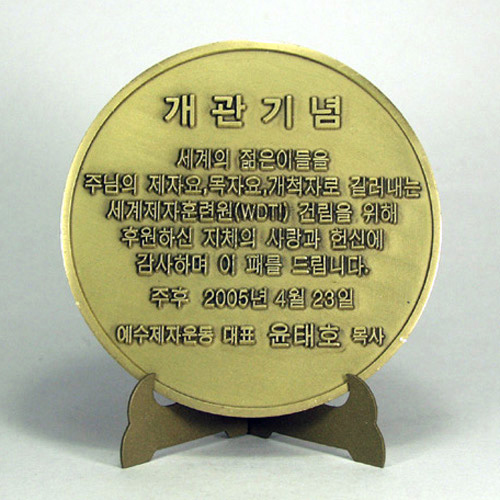 개관기념
세계의 젊은이들을
주님의 제자요,목자요,개척자로 길러내는
세계제자훈련원(WDTI) 건립을 위해
후원하신 지체의 사랑과 헌신에
감사하며 이 패를 드립니다.
주후 2005년 4월 23일
예수제자운동 대표 윤태호 목사